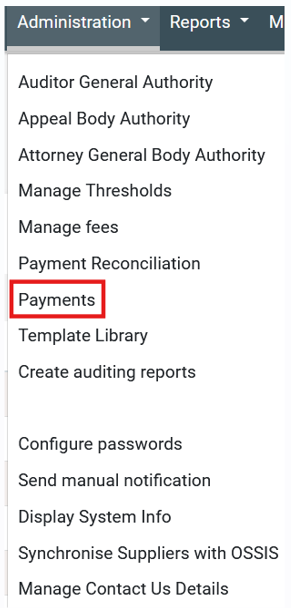 Administration Reports M
Auditor General Authority
Appeal Body Authority
Attorney General Body Authority
Manage Thresholds
Manage fees
Payment Reconciliation
Payments
Template Library
Create auditing reports
Configure passwords
Send manual notification
Display System Info
Synchronise Suppliers with OSSIS
Manage Contact Us Details